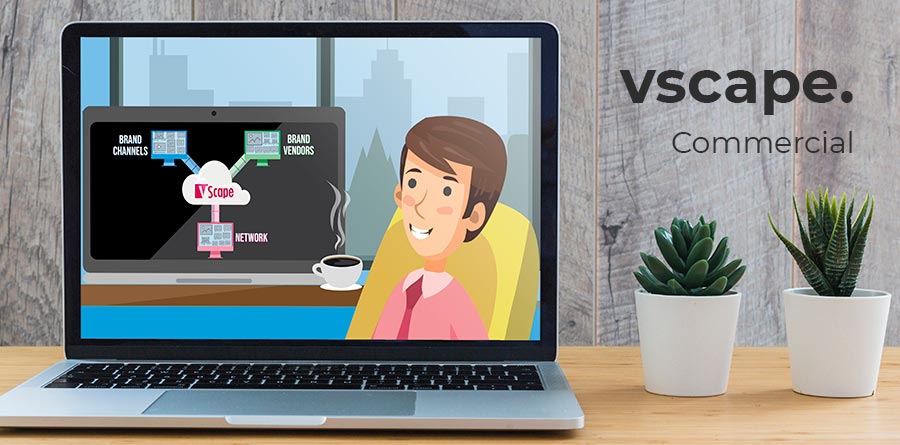 vscape.
Commercial
BRAND
CHANNELS
BRAND
VENDORS
VScape
NETWORK